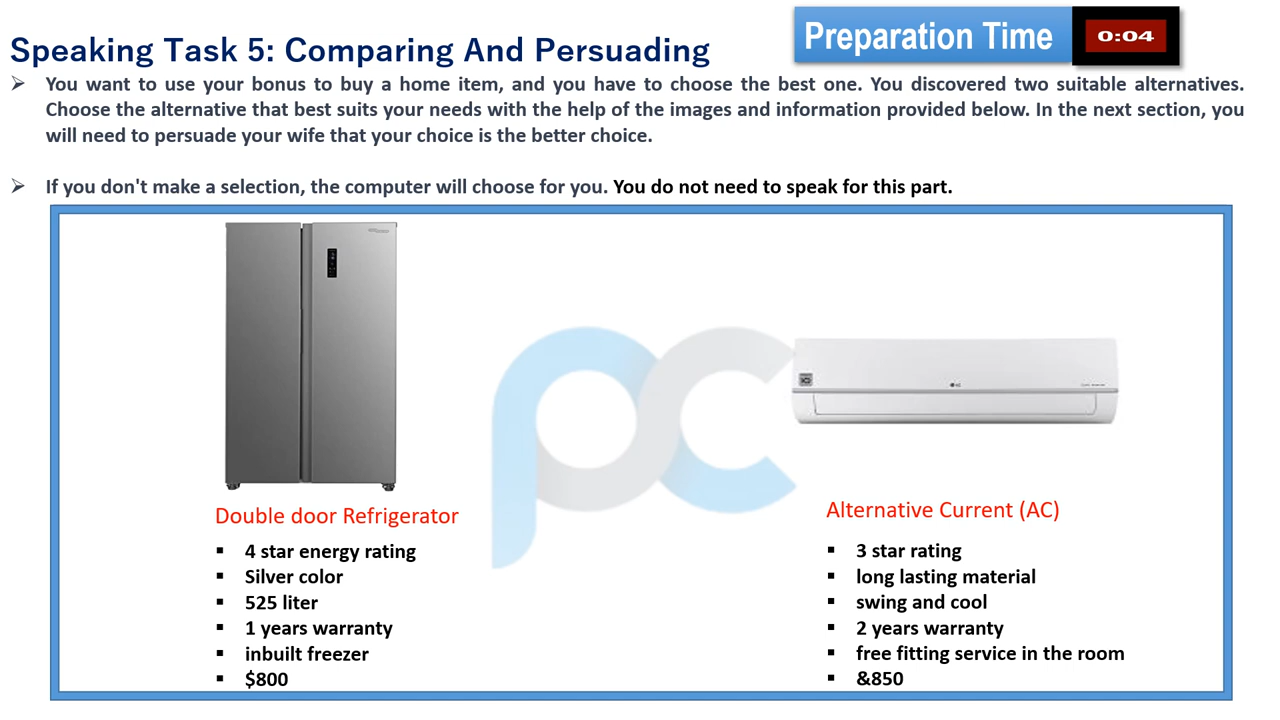 Speaking Task 5: Comparing And Persuading
Preparation Time
0:04
➢ You want to use your bonus to buy a home item, and you have to choose the best one. You discovered two suitable alternatives.
Choose the alternative that best suits your needs with the help of the images and information provided below. In the next section, you
will need to persuade your wife that your choice is the better choice.
➢ If you don't make a selection, the computer will choose for you. You do not need to speak for this part.
pc
LG
Double door Refrigerator
▪ 4 star energy rating
▪ Silver color
▪ 525 liter
▪ 1 years warranty
▪ inbuilt freezer
▪ $800
Alternative Current (AC)
▪ 3 star rating
▪ long lasting material
▪ swing and cool
▪ 2 years warranty
▪ free fitting service in the room
▪ &850